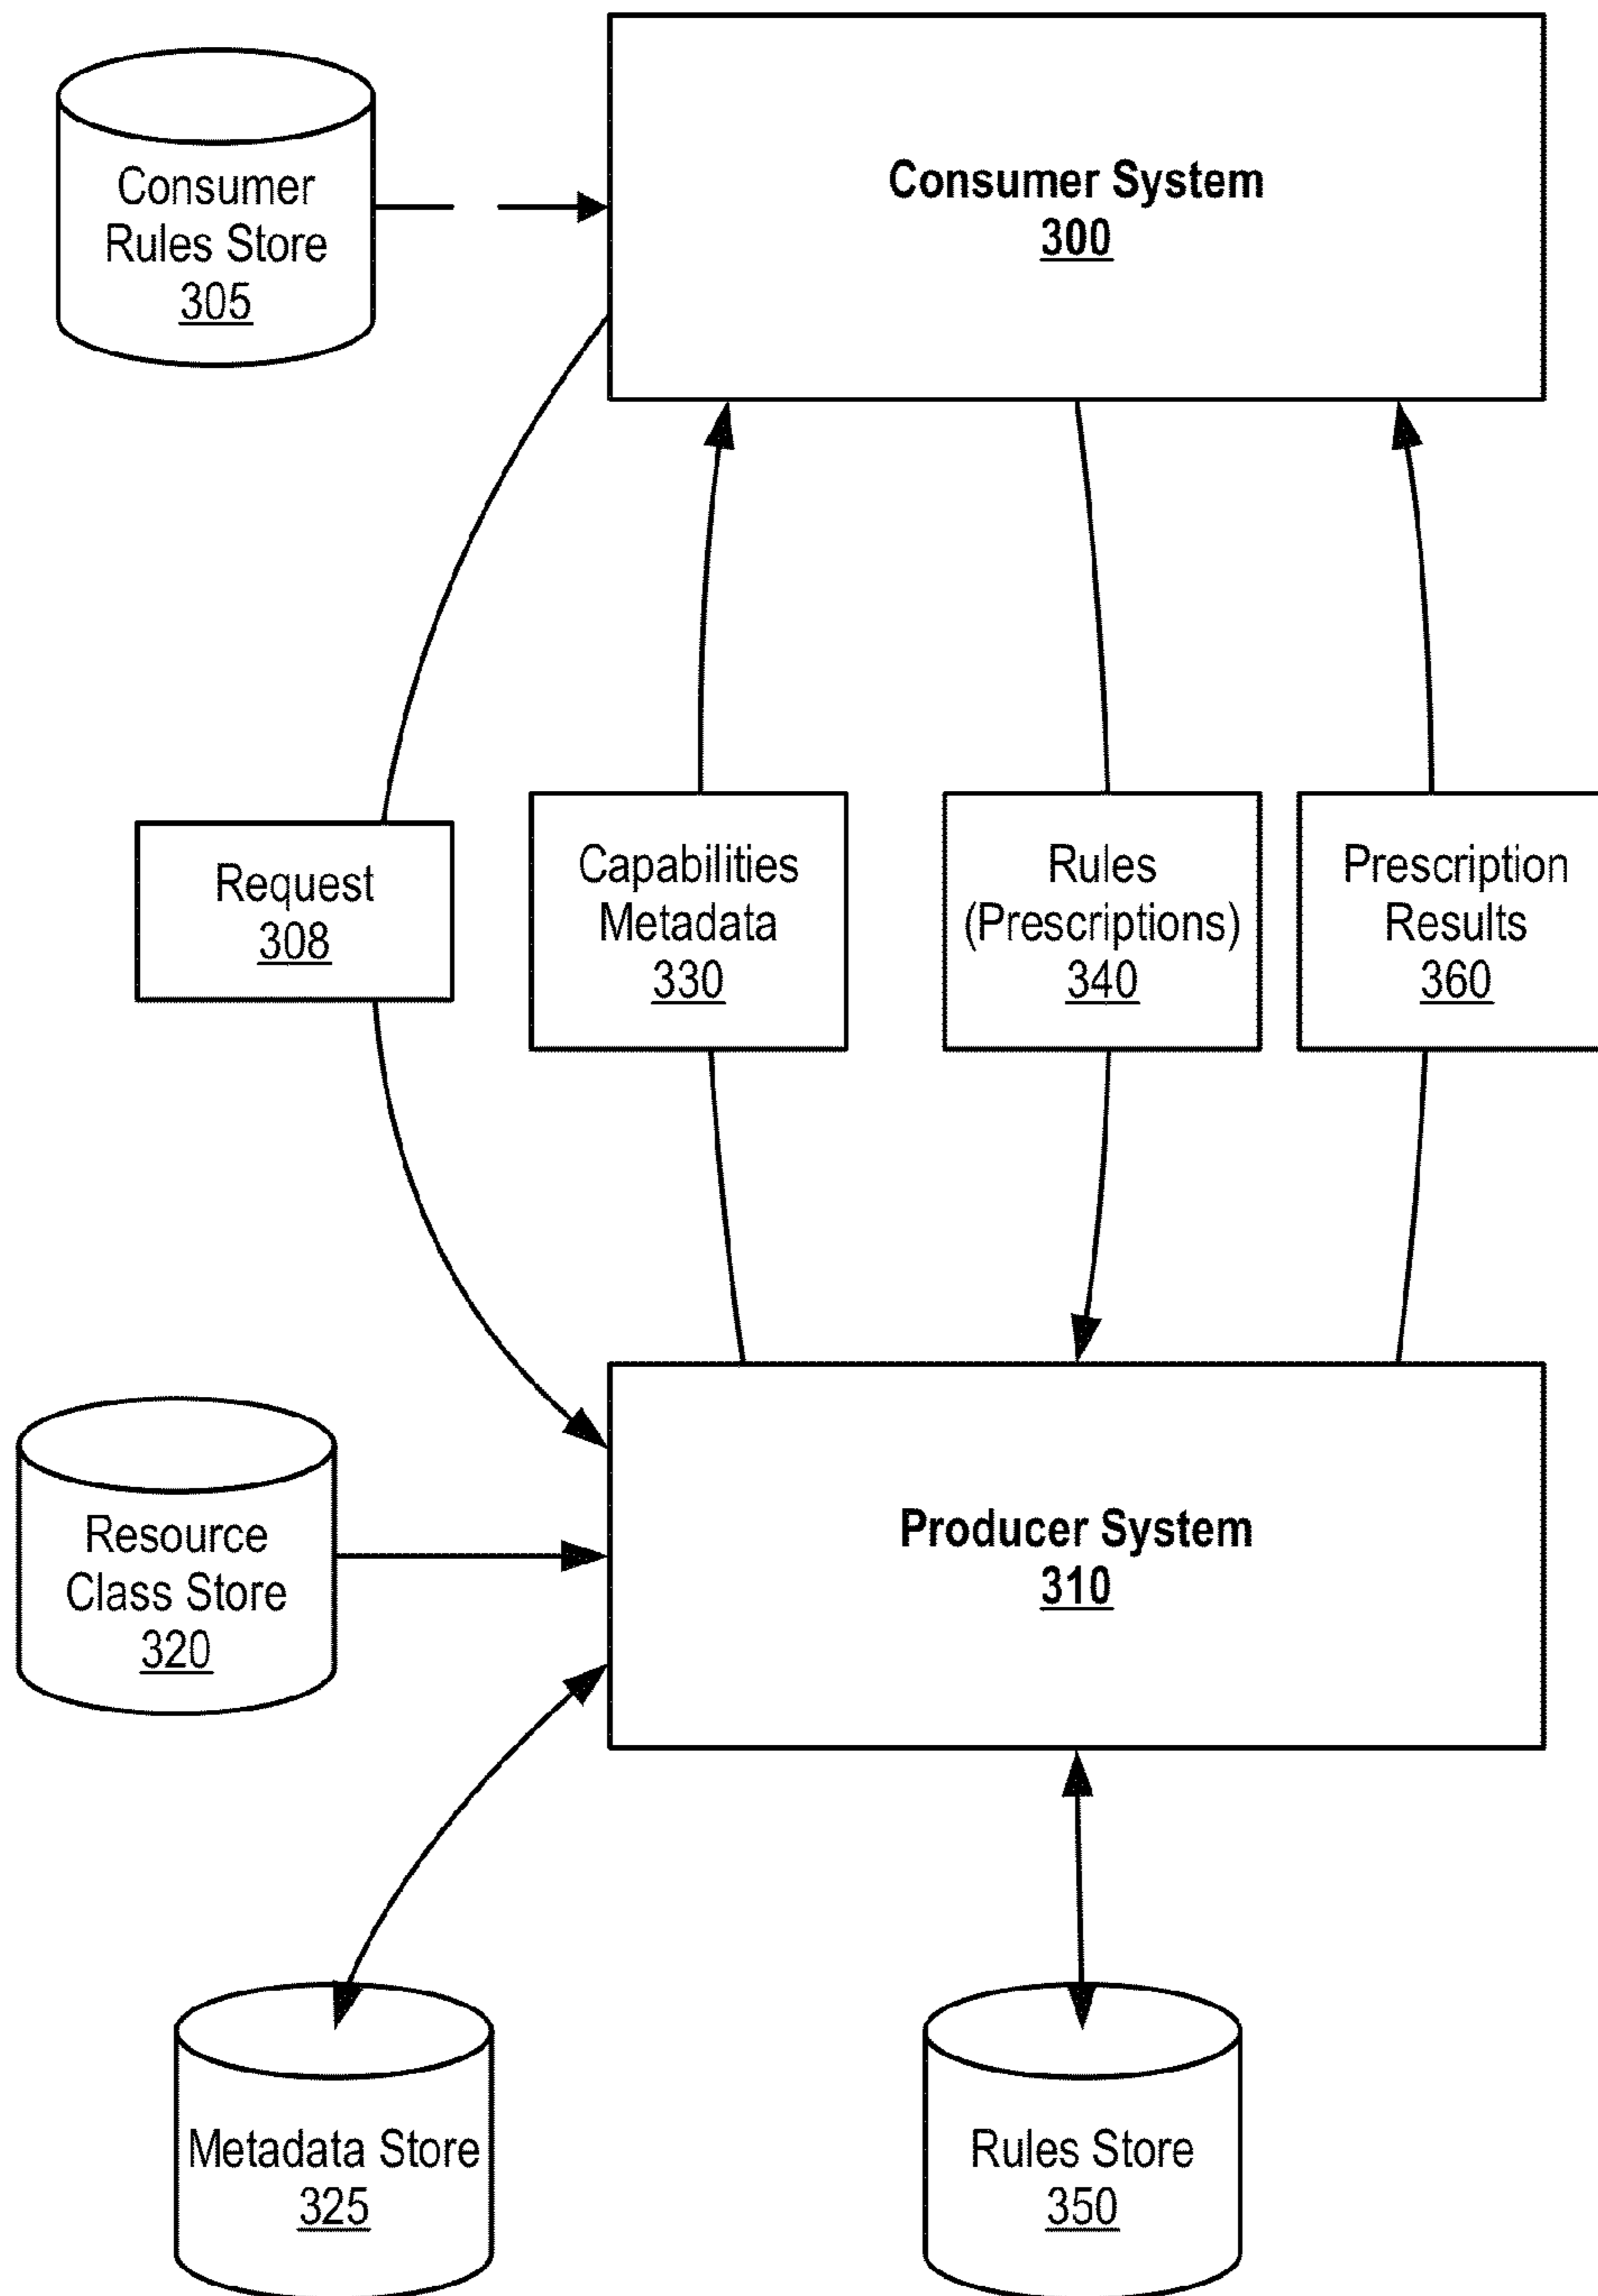 Consumer
Rules Store
305
Consumer System
300
Request
308
Capabilities
Metadata
330
Rules
(Prescriptions)
340
Prescription
Results
360
Resource
Class Store
320
Producer System
310
Metadata Store
325
Rules Store
350